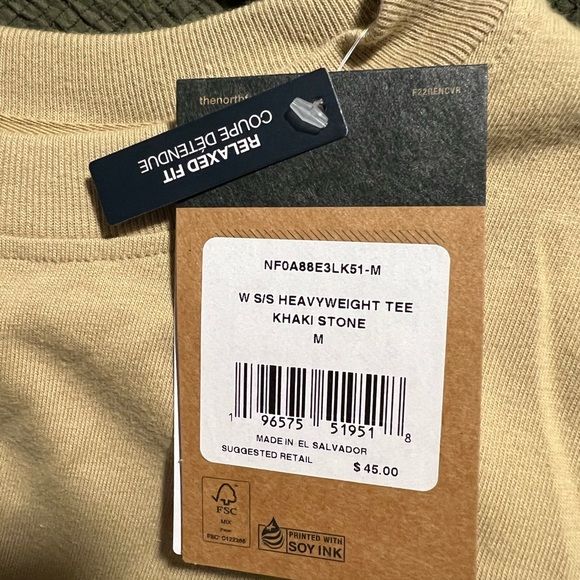 thenorthf
F220ENCVR
RELAXED FIT
COUPE DÉTENDUE
NF0A88E3LK51-M
W S/S HEAVYWEIGHT TEE
KHAKI STONE
M
1 96575 51951 8
MADE IN EL SALVADOR
SUGGESTED RETAIL $ 45.00
FSC
MIX
PRINTED WITH
SOY INK